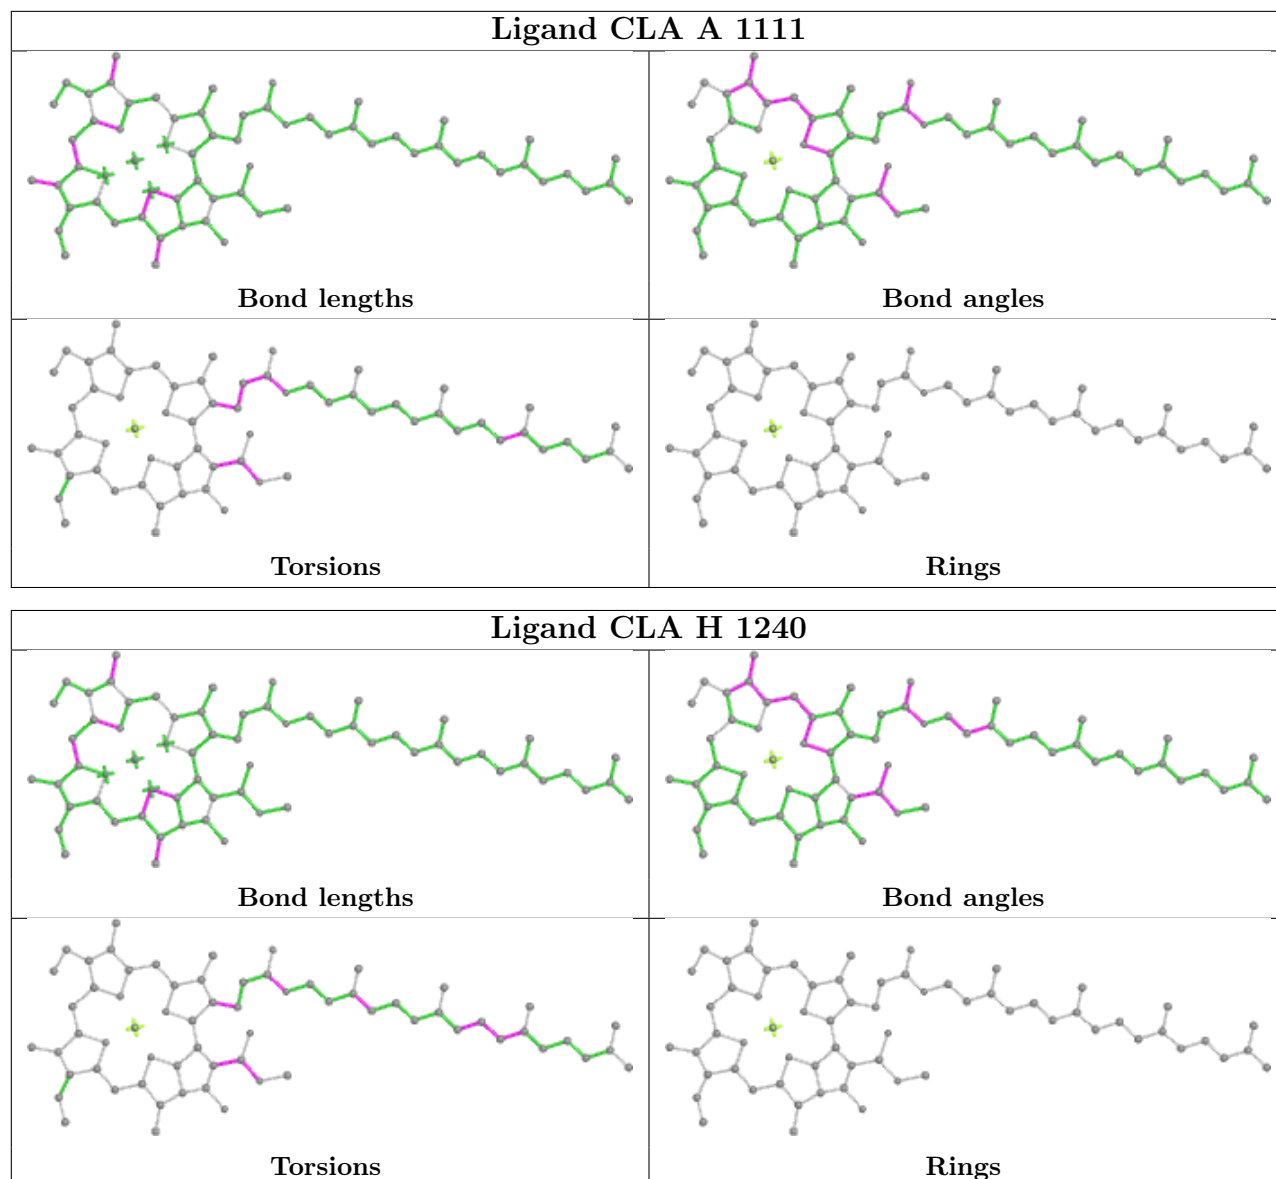 Ligand CLA A 1111
Bond lengths
Bond angles
Torsions
Rings
Ligand CLA H 1240
Bond lengths
Bond angles
Torsions
Rings